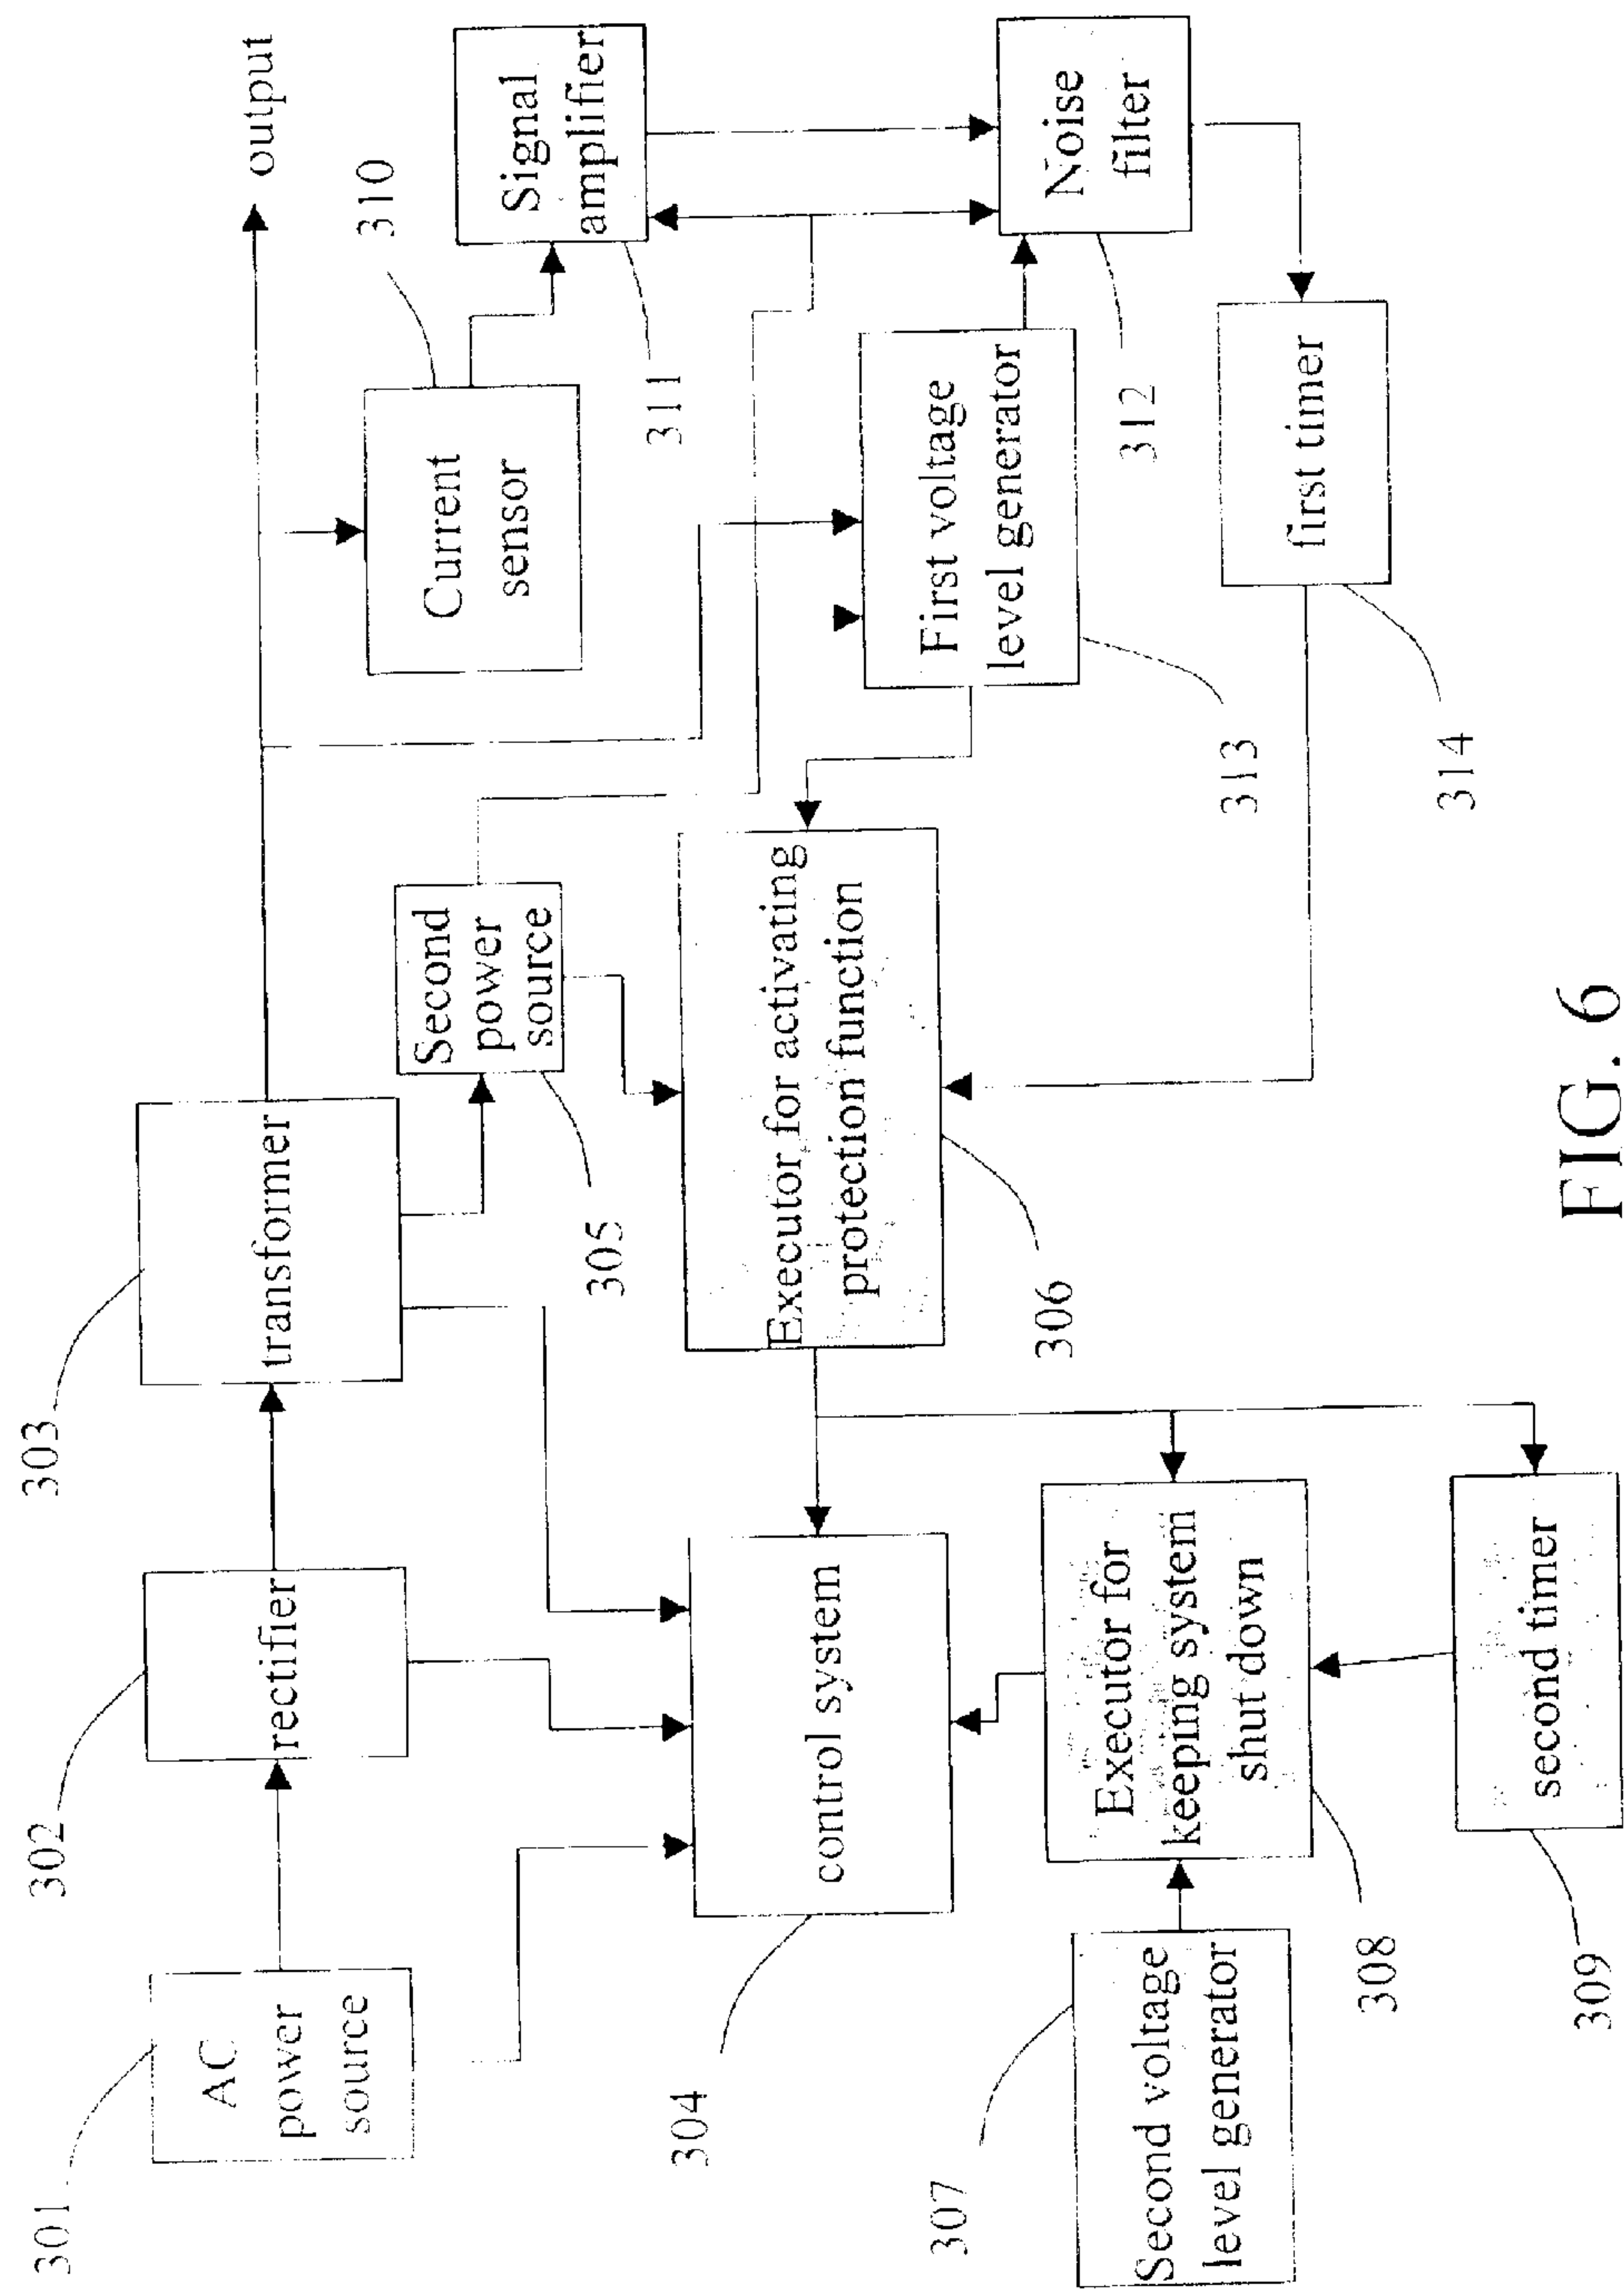 301
AC
power
source
302
rectifier
303
transformer
output
304
control system
305
Second
power
source
310
Current
sensor
311
Signal
amplifier
306
Executor for activating
protection function
313
First voltage
level generator
312
Noise
filter
307
Second voltage
level generator
308
Executor for
keeping system
shut down
309
second timer
314
first timer
FIG. 6